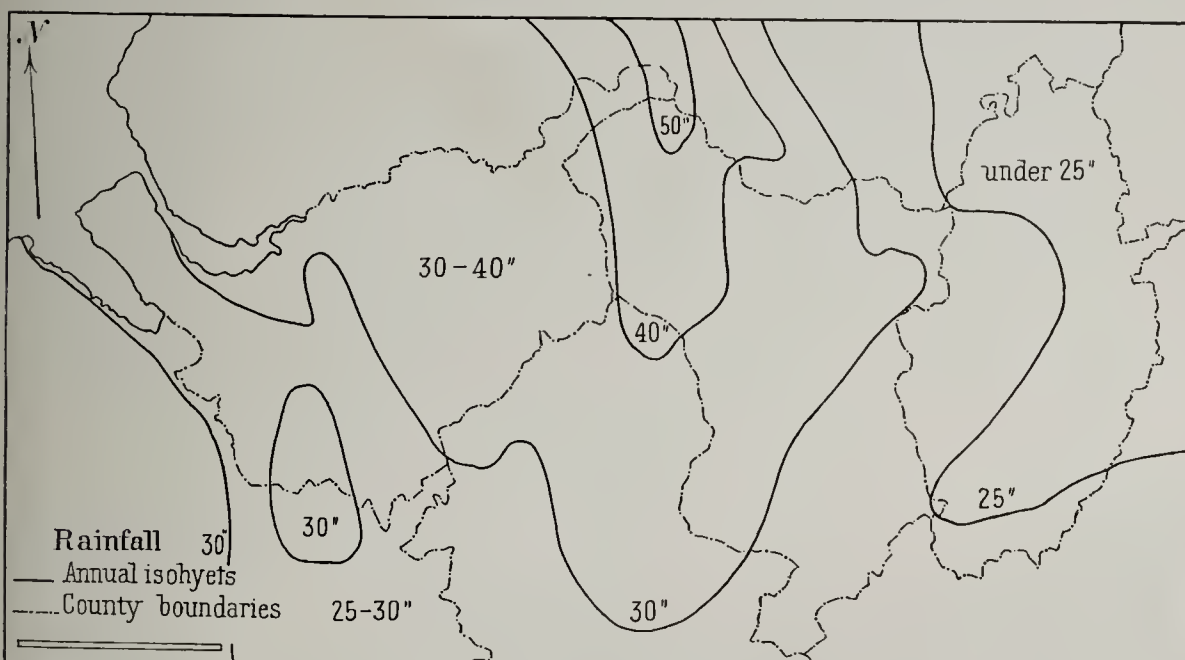 N
50"
under 25"
30-40"
40"
30"
25"
Rainfall 30"
Annual isohyets
County boundaries 25-30"
30"